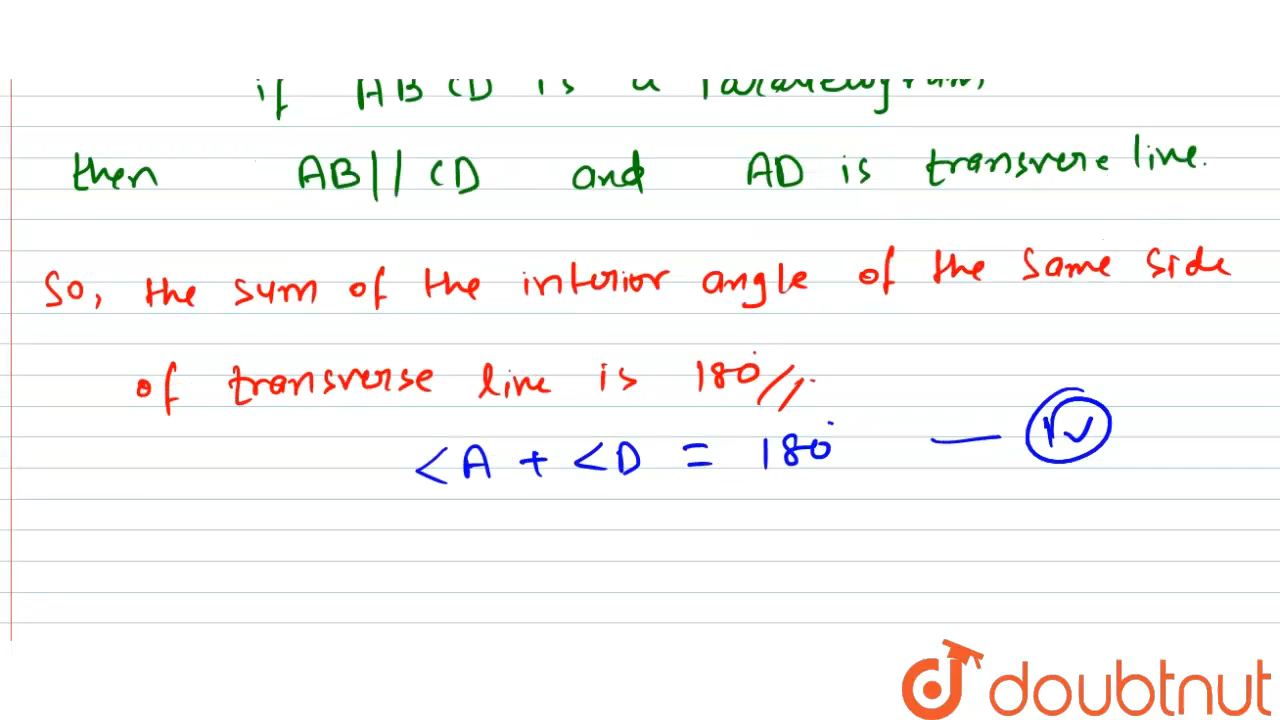 if ABCD is a Parallelogram,
then AB || CD and AD is transvere line.
So, the sum of the interior angle of the same side
of transverse line is 180° //.
<A + <D = 180° — iv
doubtnut